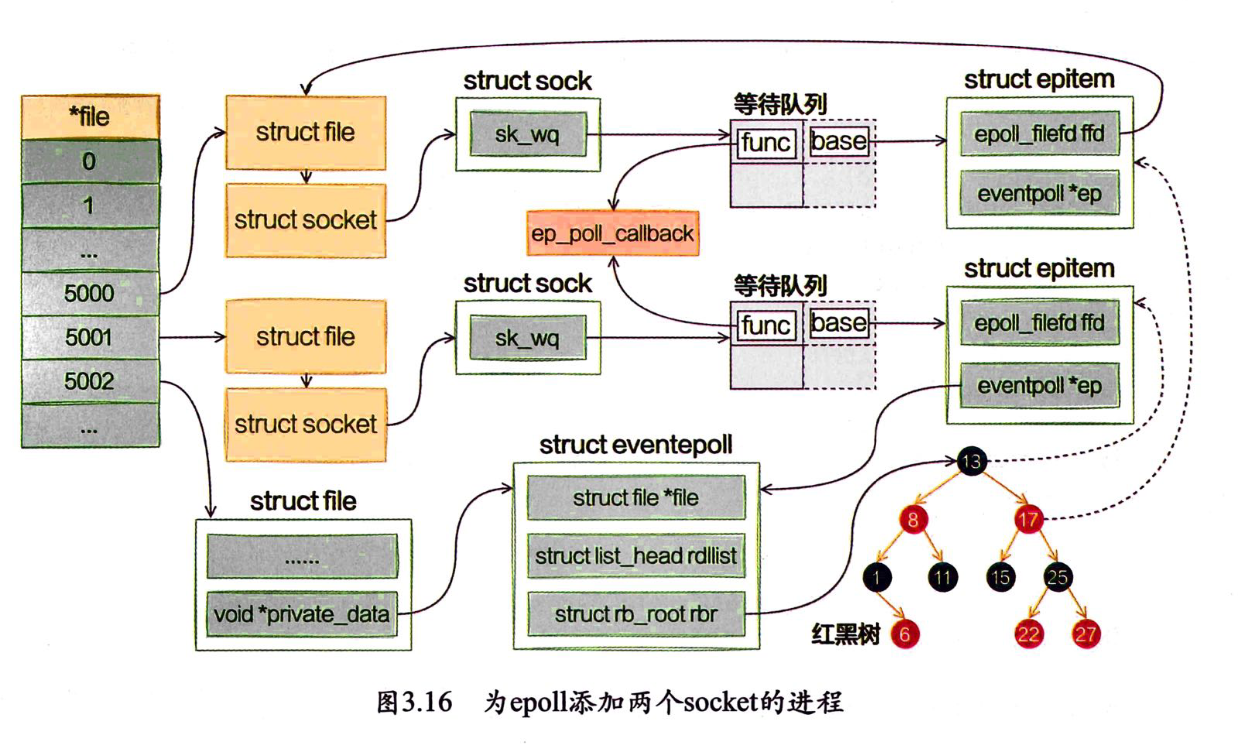 *file
0
1
...
5000
5001
5002
...
struct file
struct socket
struct sock
sk_wq
等待队列
func
base
struct epitem
epoll_filefd ffd
eventpoll *ep
ep_poll_callback
struct file
struct socket
struct sock
sk_wq
等待队列
func
base
struct epitem
epoll_filefd ffd
eventpoll *ep
struct file
......
void *private_data
struct eventepoll
struct file *file
struct list_head rdllist
struct rb_root rbr
13
8
17
1
11
15
25
红黑树
6
22
27
图3.16 为epoll添加两个socket的进程